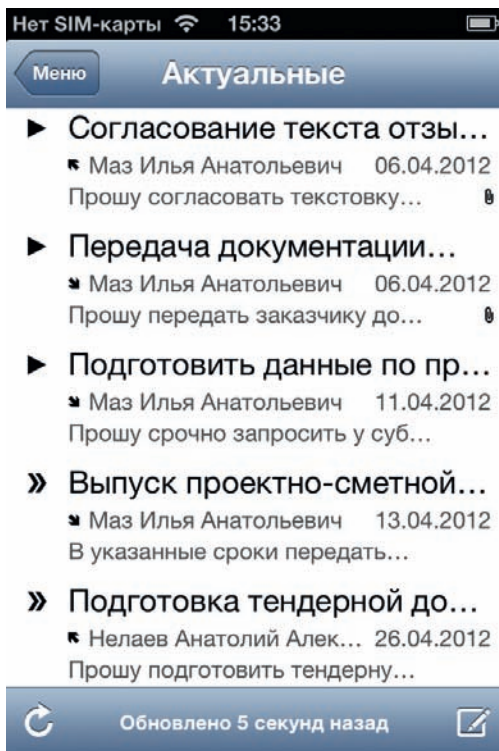 Нет SIM-карты 15:33
Меню Актуальные
Согласование текста отзы...
Маз Илья Анатольевич 06.04.2012
Прошу согласовать текстовку...
Передача документации...
Маз Илья Анатольевич 06.04.2012
Прошу передать заказчику до...
Подготовить данные по пр...
Маз Илья Анатольевич 11.04.2012
Прошу срочно запросить у суб...
Выпуск проектно-сметной...
Маз Илья Анатольевич 13.04.2012
В указанные сроки передать...
Подготовка тендерной до...
Нелаев Анатолий Алек... 26.04.2012
Прошу подготовить тендерну...
Обновлено 5 секунд назад